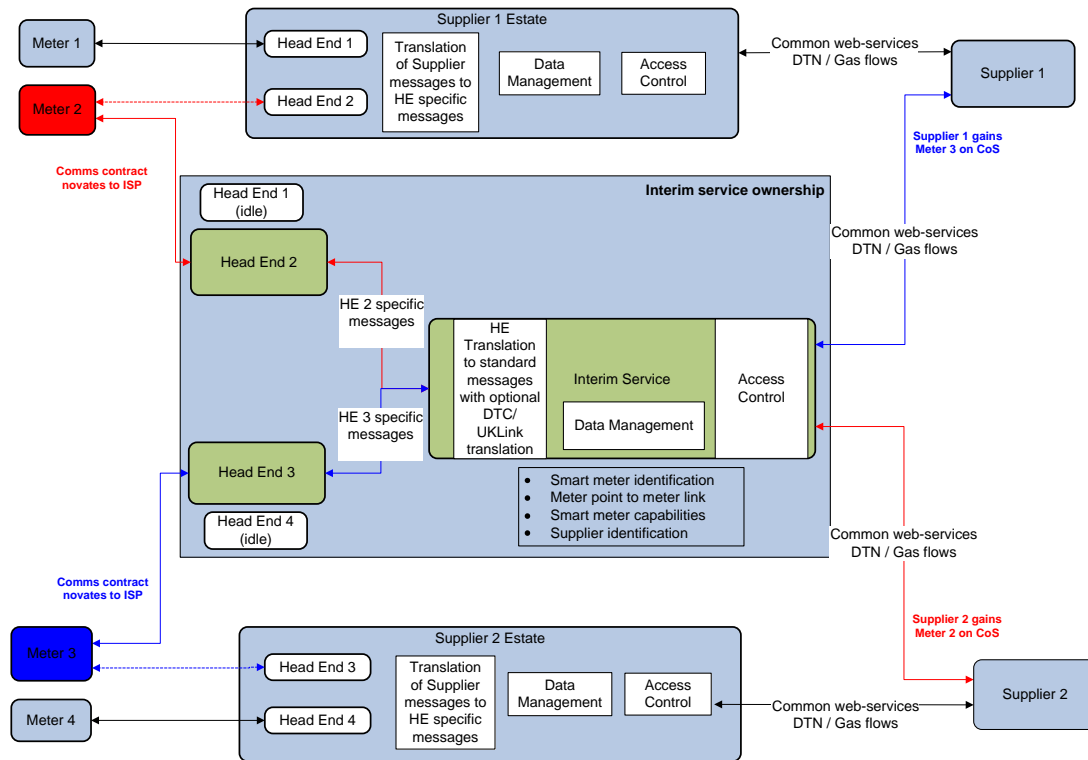 Supplier 1 Estate
Meter 1
Head End 1
Translation
of Supplier
messages to
HE specific
messages
Data
Management
Access
Control
Common web-services
DTN / Gas flows
Supplier 1
Meter 2
Head End 2
Supplier 1 gains
Meter 3 on CoS
Comms contract
novates to ISP
Head End 1
(idle)
Interim service ownership
Common web-services
DTN / Gas flows
Head End 2
HE 2 specific
messages
HE
Translation
to standard
messages
with optional
DTC/
UKLink
translation
Interim Service
Data Management
Access
Control
HE 3 specific
messages
Head End 3
Head End 4
(idle)
• Smart meter identification
• Meter point to meter link
• Smart meter capabilities
• Supplier identification
Common web-services
DTN / Gas flows
Comms contract
novates to ISP
Supplier 2 gains
Meter 2 on CoS
Supplier 2 Estate
Meter 3
Head End 3
Translation
of Supplier
messages to
HE specific
messages
Data
Management
Access
Control
Supplier 2
Meter 4
Head End 4
Common web-services
DTN / Gas flows